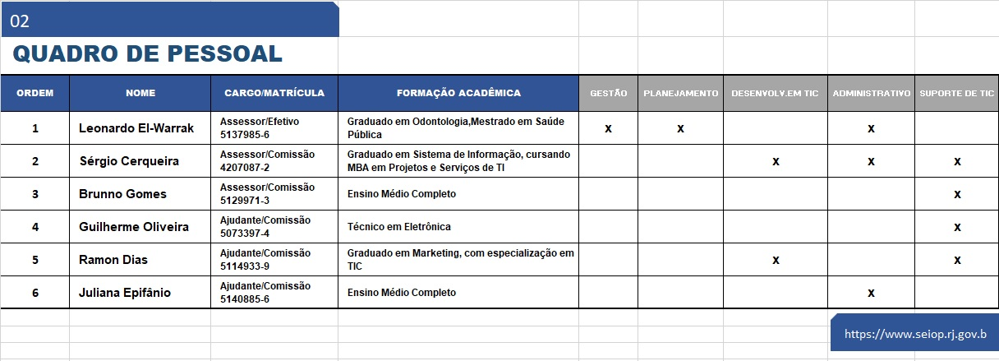 02
QUADRO DE PESSOAL
ORDEM NOME CARGO/MATRÍCULA FORMAÇÃO ACADÊMICA GESTÃO PLANEJAMENTO DESENVOLV.EM TIC ADMINISTRATIVO SUPORTE DE TIC
1 Leonardo El-Warrak Assessor/Efetivo Graduado em Odontologia,Mestrado em Saúde x x x
5137985-6 Pública
2 Sérgio Cerqueira Assessor/Comissão Graduado em Sistema de Informação, cursando x x x
4207087-2 MBA em Projetos e Serviços de TI
3 Brunno Gomes Assessor/Comissão Ensino Médio Completo x
5129971-3
4 Guilherme Oliveira Ajudante/Comissão Técnico em Eletrônica x
5073397-4
5 Ramon Dias Ajudante/Comissão Graduado em Marketing, com especialização em x x
5114933-9 TIC
6 Juliana Epifânio Ajudante/Comissão Ensino Médio Completo x
5140885-6
https://www.seiop.rj.gov.b